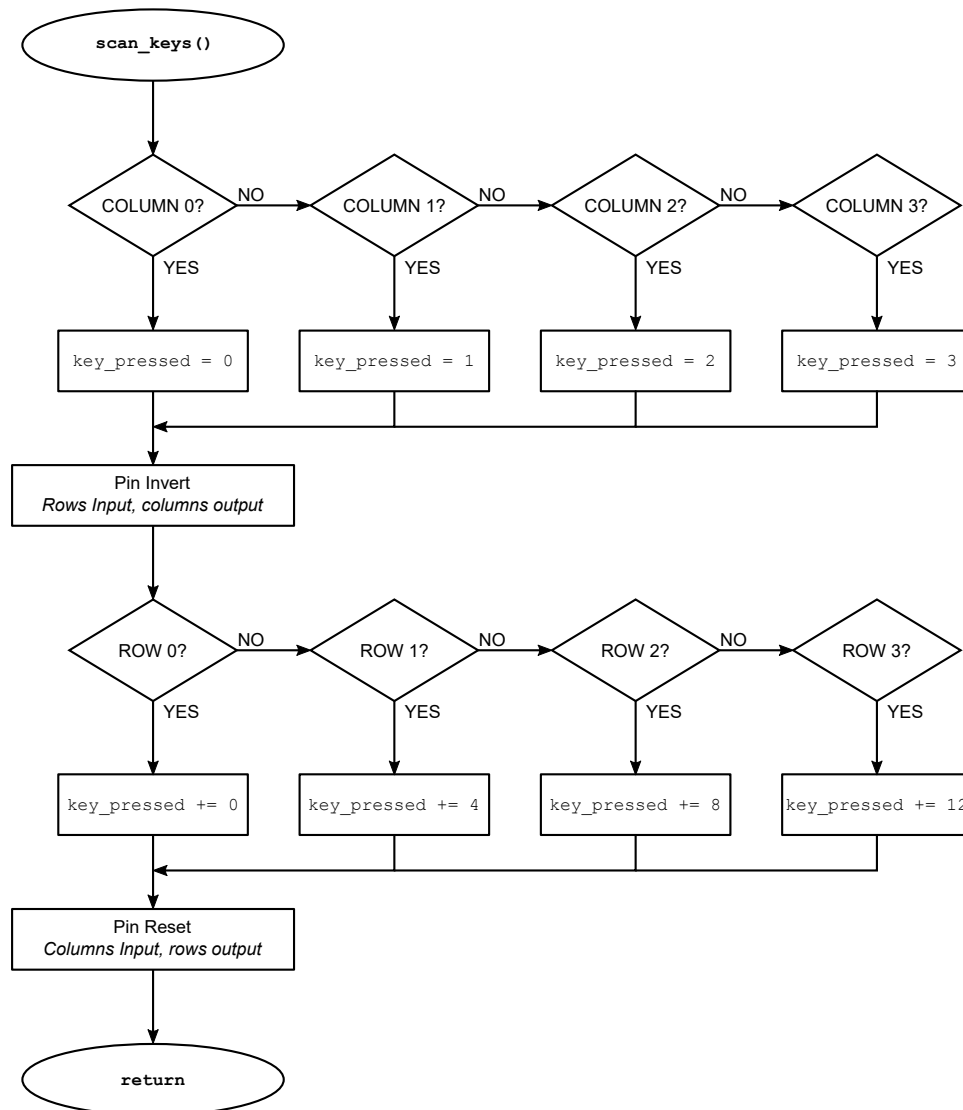 scan_keys()
COLUMN 0?
NO
COLUMN 1?
NO
COLUMN 2?
NO
COLUMN 3?
YES
YES
YES
YES
key_pressed = 0
key_pressed = 1
key_pressed = 2
key_pressed = 3
Pin Invert
Rows Input, columns output
ROW 0?
NO
ROW 1?
NO
ROW 2?
NO
ROW 3?
YES
YES
YES
YES
key_pressed += 0
key_pressed += 4
key_pressed += 8
key_pressed += 12
Pin Reset
Columns Input, rows output
return